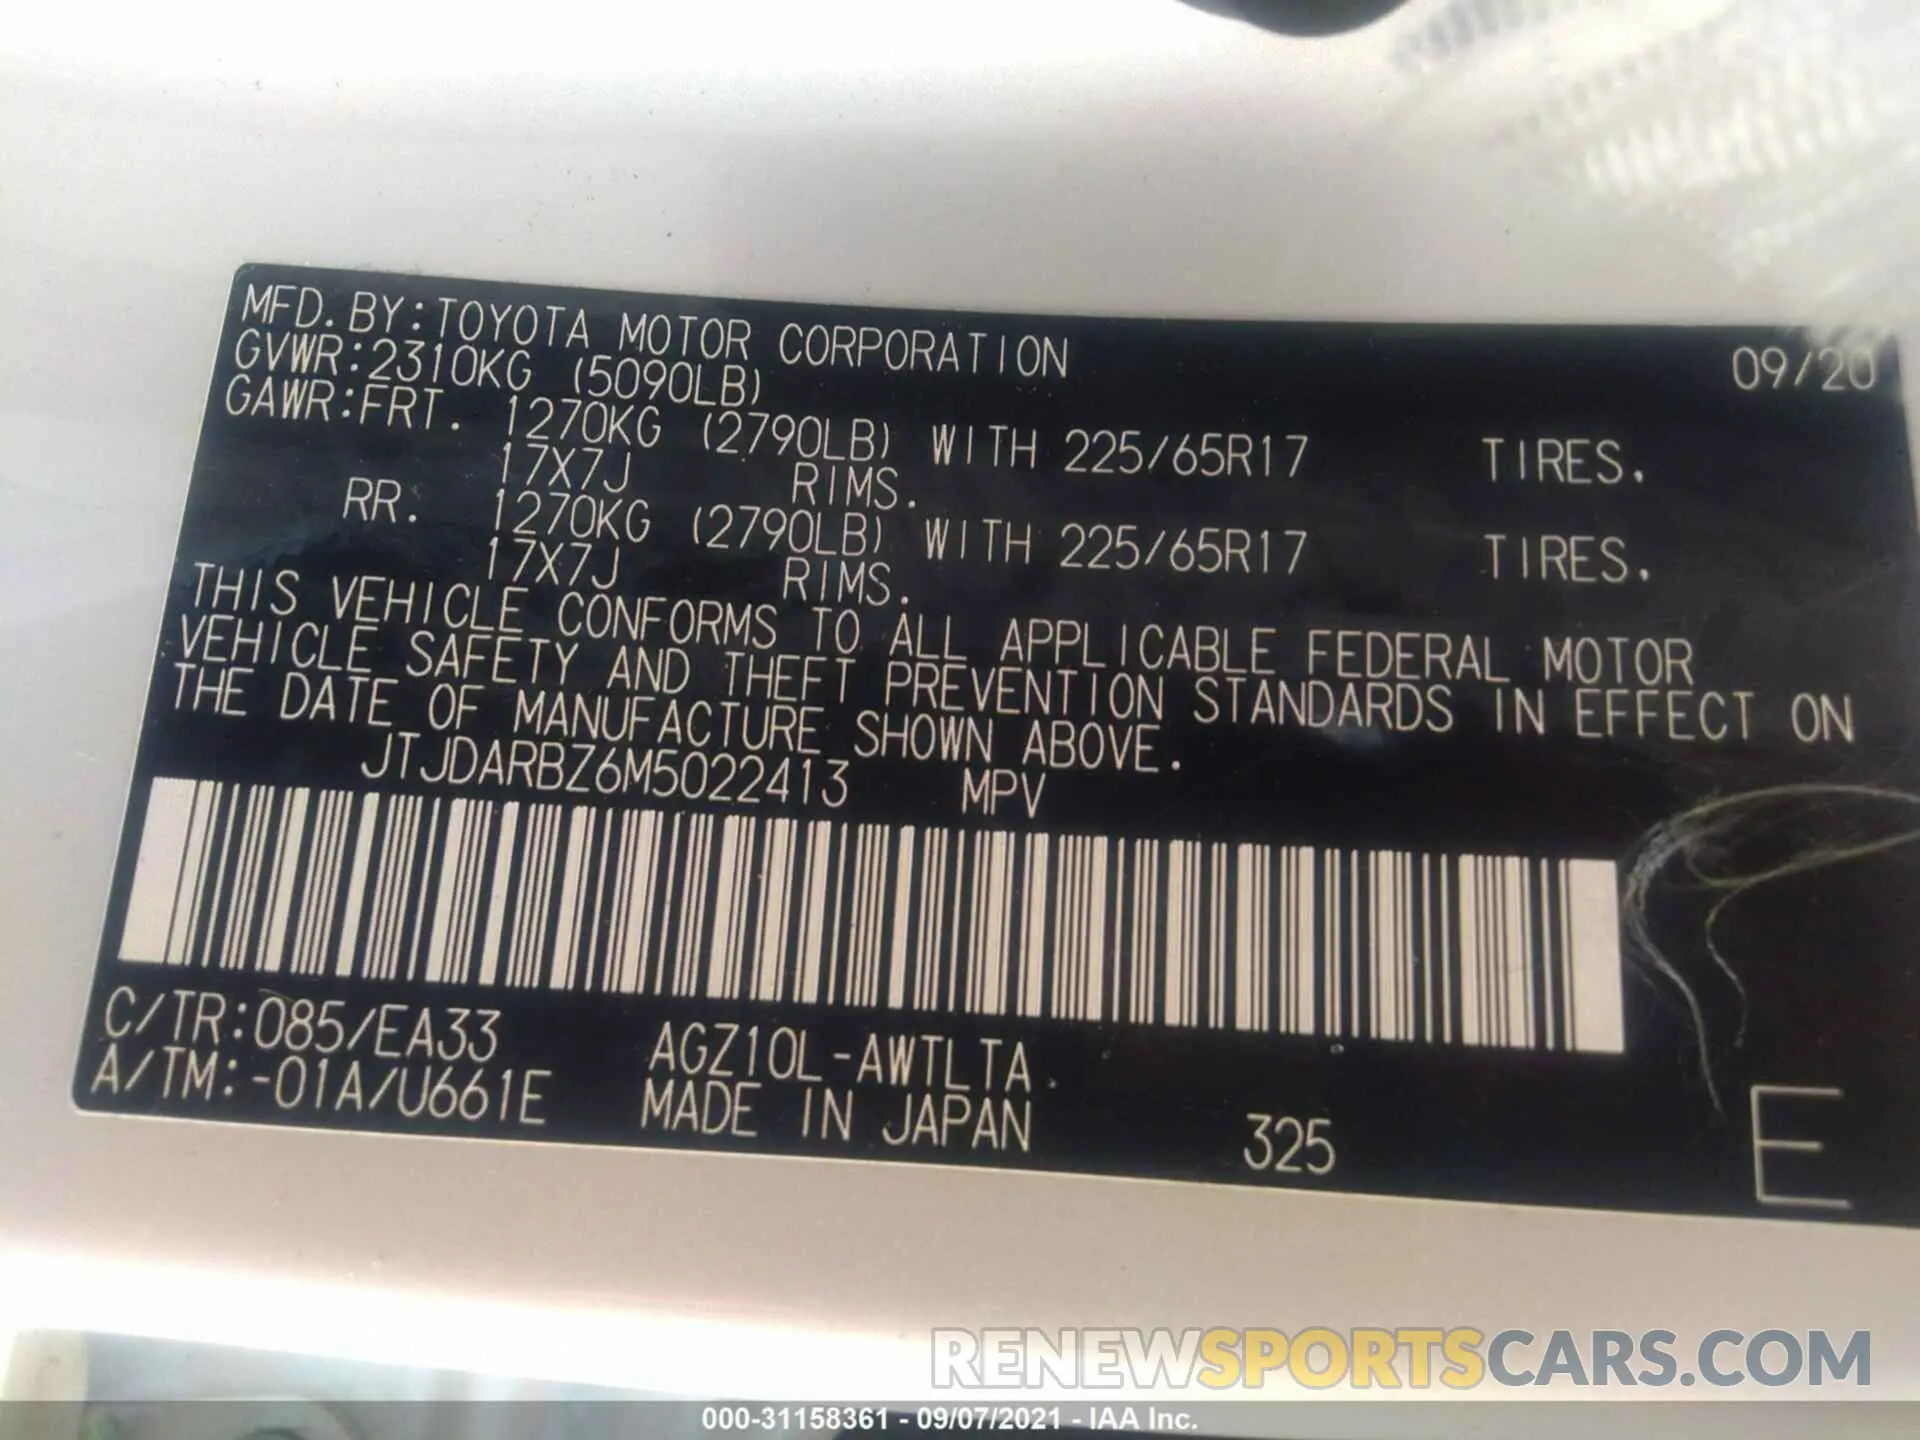 MFD. BY:TOYOTA MOTOR CORPORATION 09/20
GVWR:2310KG (5090LB)
GAWR:FRT. 1270KG (2790LB) WITH 225/65R17 TIRES.
17X7J RIMS.
RR. 1270KG (2790LB) WITH 225/65R17 TIRES.
17X7J RIMS.
THIS VEHICLE CONFORMS TO ALL APPLICABLE FEDERAL MOTOR
VEHICLE SAFETY AND THEFT PREVENTION STANDARDS IN EFFECT ON
THE DATE OF MANUFACTURE SHOWN ABOVE.
JTJDARBZ6M5022413 MPV
C/TR:085/EA33 AGZ10L-AWTLTA
A/TM:-01A/U661E MADE IN JAPAN 325 E
RENEWSPORTSCARS.COM
000-31158361 - 09/07/2021 - IAA Inc.